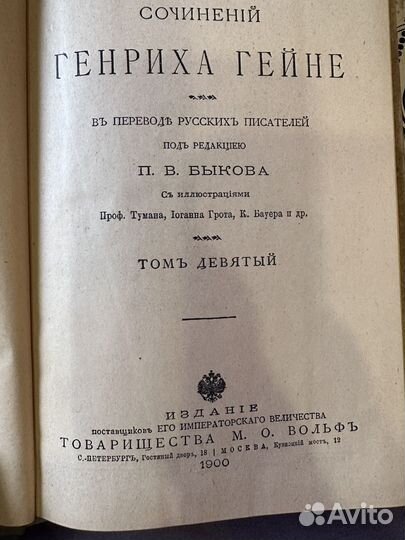 СОЧИНЕНІЙ
ГЕНРИХА ГЕЙНЕ
ВЪ ПЕРЕВОДѢ РУССКИХЪ ПИСАТЕЛЕЙ
ПОДЪ РЕДАКЦІЕЮ
П. В. БЫКОВА
Съ иллюстраціями
Проф. Тумана, Іоганна Грота, К. Бауера и др.
ТОМЪ ДЕВЯТЫЙ
ИЗДАНІЕ
поставщиковъ ЕГО ИМПЕРАТОРСКАГО ВЕЛИЧЕСТВА
ТОВАРИЩЕСТВА М. О. ВОЛЬФЪ
С.-ПЕТЕРБУРГЪ, Гостиный дворъ, 18 | МОСКВА, Кузнецкій мостъ, 12
1900
Avito